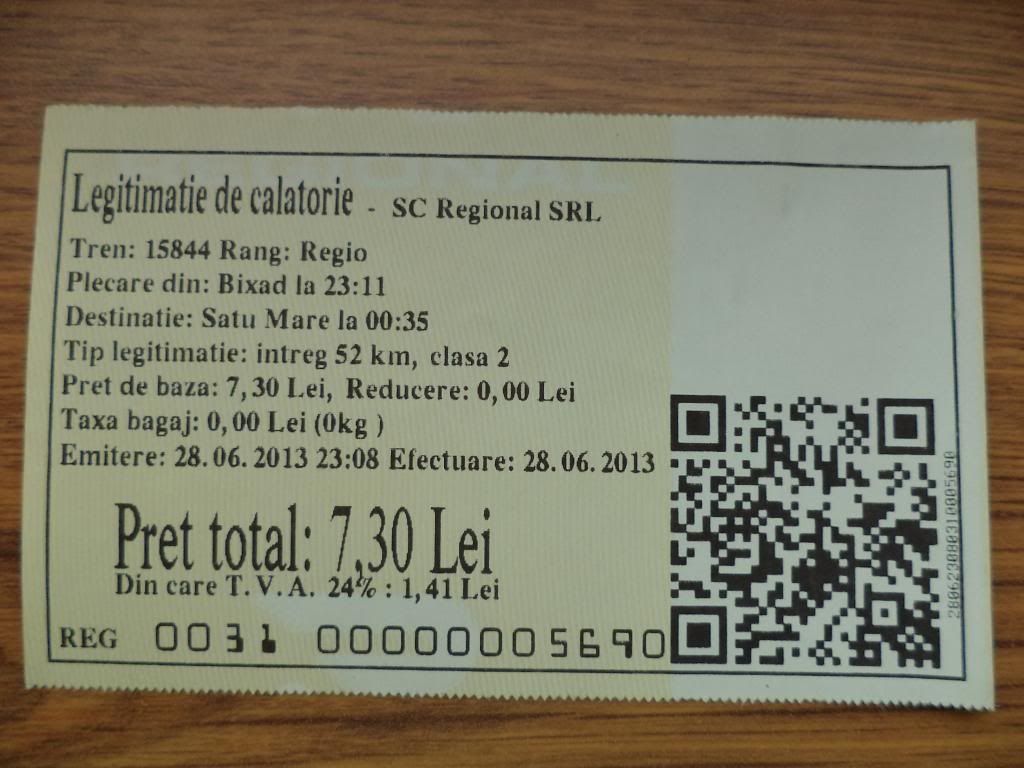 Legitimatie de calatorie - SC Regional SRL
Tren: 15844 Rang: Regio
Plecare din: Bixad la 23:11
Destinatie: Satu Mare la 00:35
Tip legitimatie: intreg 52 km, clasa 2
Pret de baza: 7,30 Lei, Reducere: 0,00 Lei
Taxa bagaj: 0,00 Lei (0kg )
Emitere: 28.06.2013 23:08 Efectuare: 28.06.2013
Pret total: 7,30 Lei
Din care T.V.A. 24% : 1,41 Lei
REG 0031 00000005690